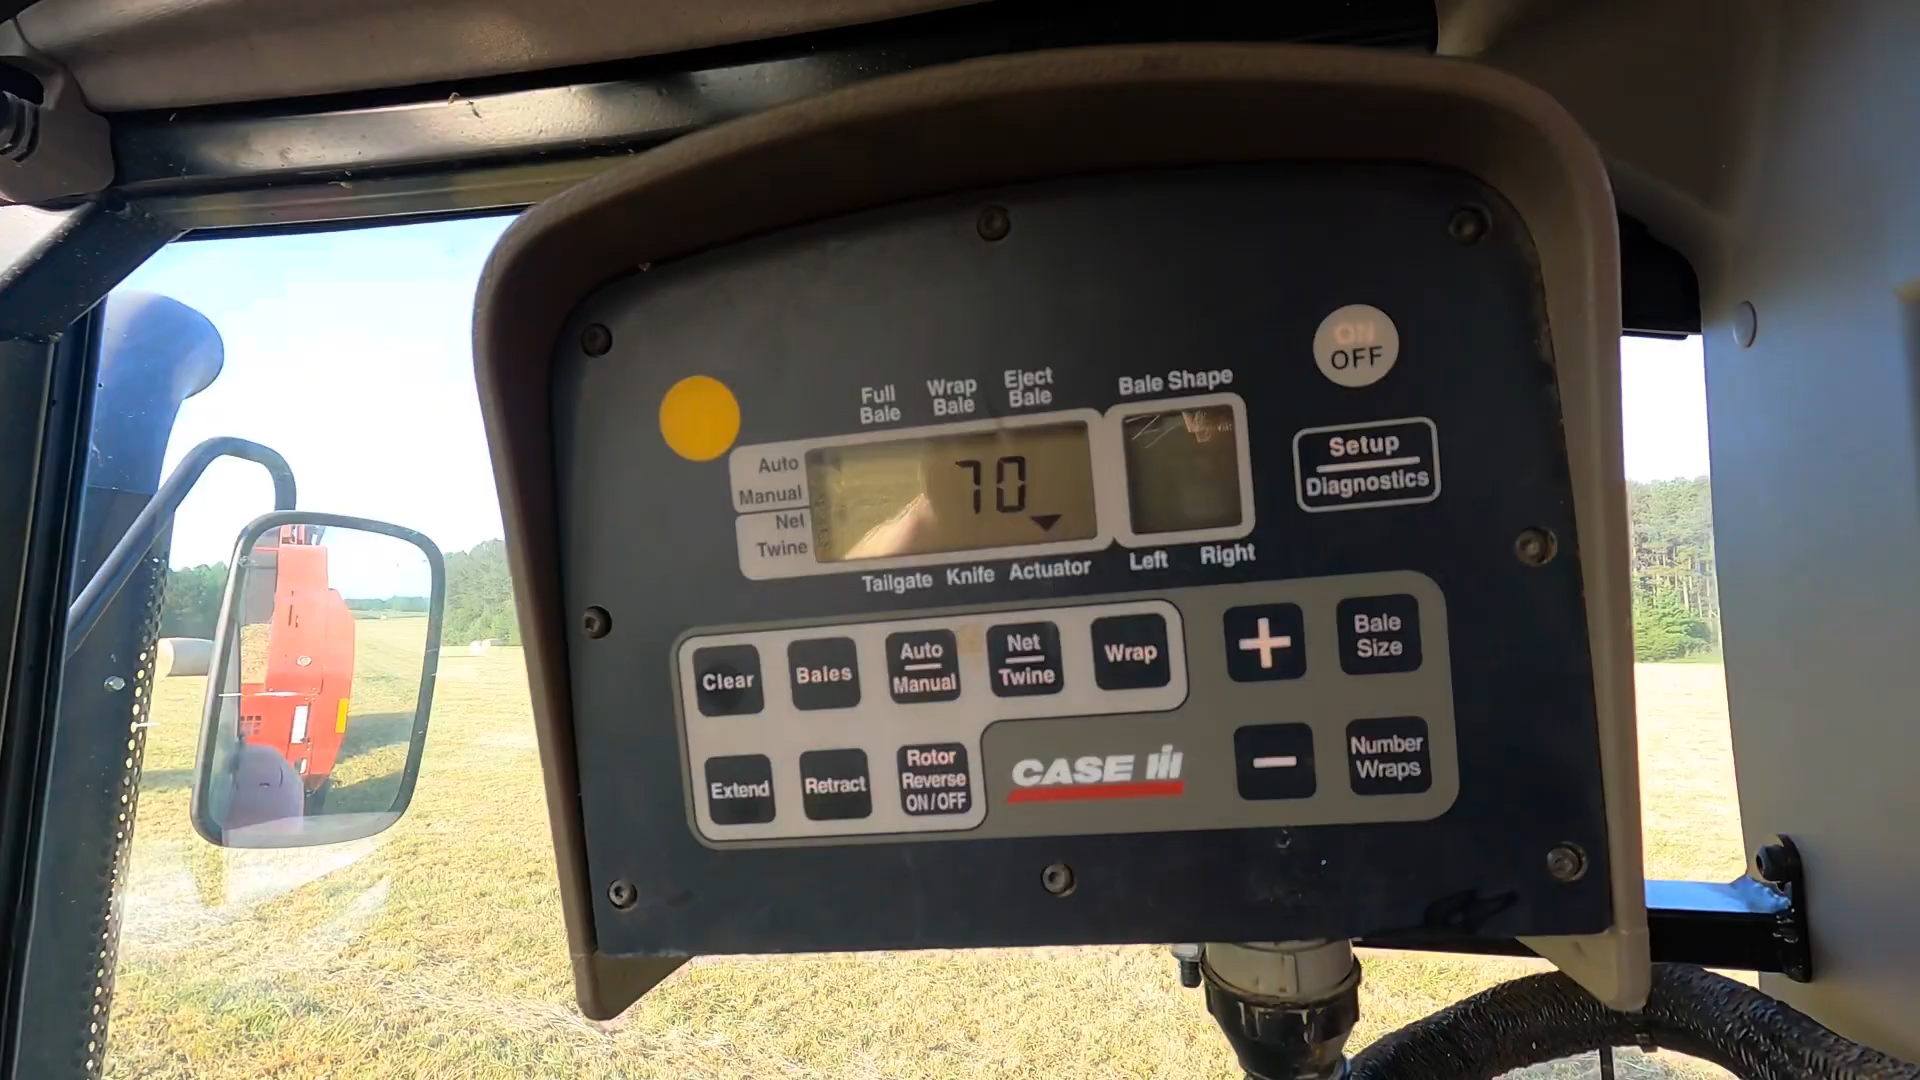 ON
OFF
Full
Bale
Wrap
Bale
Eject
Bale
Bale Shape
Auto
Manual
Net
Twine
70
Setup
Diagnostics
Tailgate Knife Actuator
Left Right
Clear
Bales
Auto
Manual
Net
Twine
Wrap
+
Bale
Size
Extend
Retract
Rotor
Reverse
ON/OFF
CASE IH
−
Number
Wraps